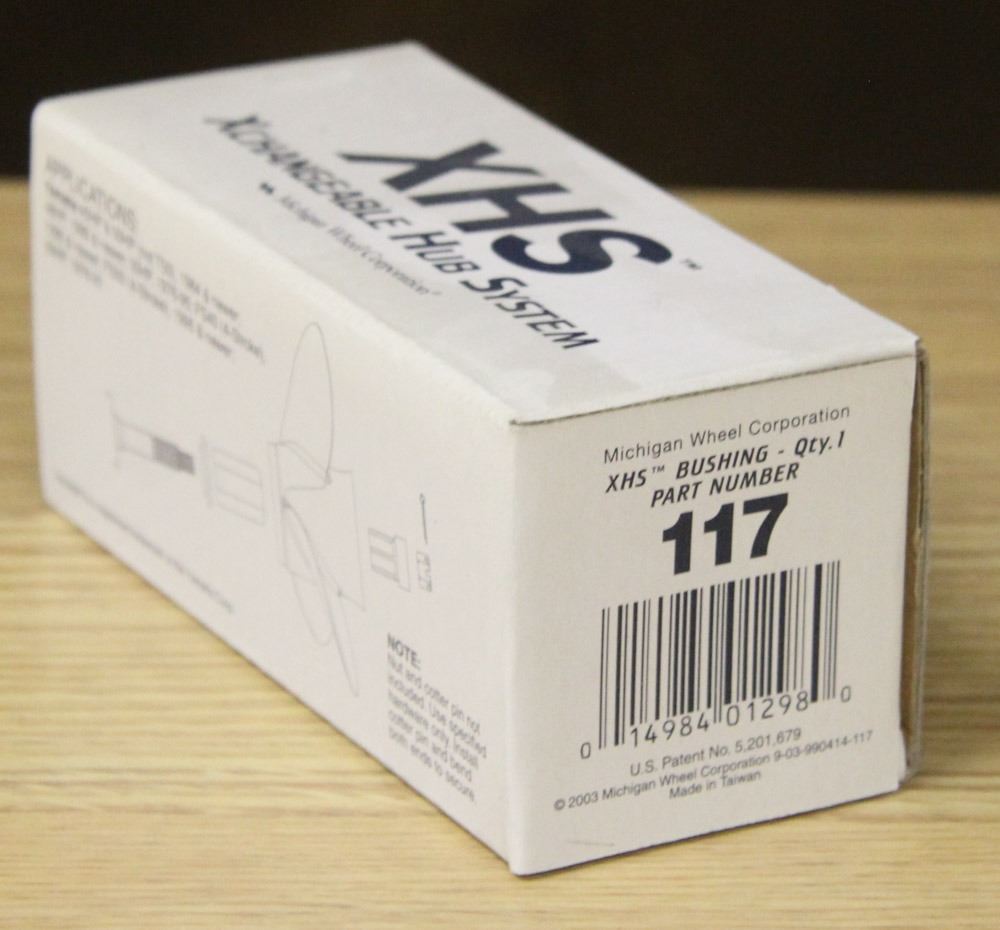 XHS™
XCHANGEABLE HUB SYSTEM
Michigan Wheel Corporation®
APPLICATIONS
NOTE:
Nut and cotter pin not
included. Use specified
hardware only. Install
cotter pin and bend
both ends to secure.
Michigan Wheel Corporation
XHS™ BUSHING - Qty. 1
PART NUMBER
117
0 14984 01298 0
U.S. Patent No. 5,201,679
© 2003 Michigan Wheel Corporation 9-03-990414-117
Made in Taiwan